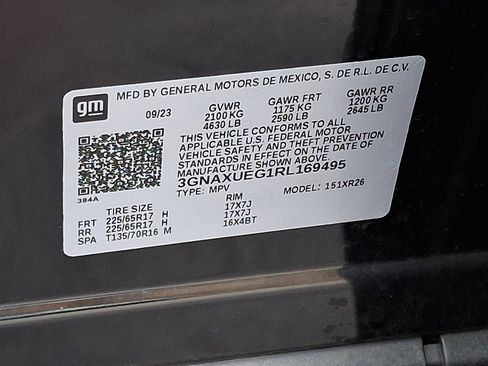 gm
MFD BY GENERAL MOTORS DE MEXICO, S. DE R.L. DE C.V.
09/23 GVWR GAWR FRT GAWR RR
2100 KG 1175 KG 1200 KG
4630 LB 2590 LB 2645 LB
THIS VEHICLE CONFORMS TO ALL
APPLICABLE U.S. FEDERAL MOTOR
VEHICLE SAFETY AND THEFT PREVENTION
STANDARDS IN EFFECT ON THE DATE OF
MANUFACTURE SHOWN ABOVE.
3GNAXUEG1RL169495
384A TYPE: MPV MODEL: 151XR26
TIRE SIZE RIM
FRT 225/65R17 H 17X7J
RR 225/65R17 H 17X7J
SPA T135/70R16 M 16X4BT